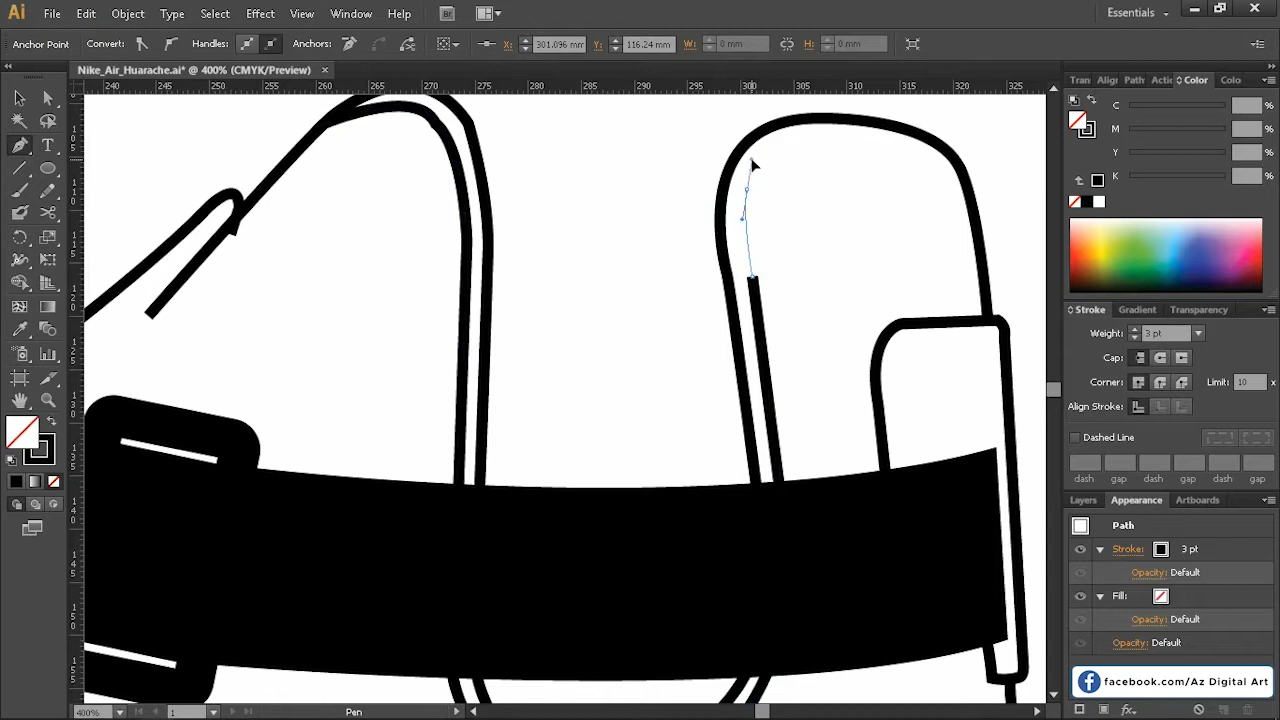 Ai File Edit Object Type Select Effect View Window Help Br Essentials
Anchor Point Convert: Handles: Anchors: X: 301.096 mm Y: 116.24 mm W: 0 mm H: 0 mm
Nike_Air_Huarache.ai* @ 400% (CMYK/Preview) ×
240 245 250 255 260 265 270 275 280 285 290 295 300 305 310 315 320 325
Align Path Color Colo
C
M
Y
K
Stroke Gradient Transparency
Weight: 3 pt
Cap:
Corner: Limit: 10
Align Stroke:
Dashed Line
dash gap dash gap dash gap
Layers Appearance Artboards
Path
Stroke: 3 pt
Opacity: Default
Fill:
Opacity: Default
Opacity: Default
facebook.com/Az Digital Art
400% 1 Pen